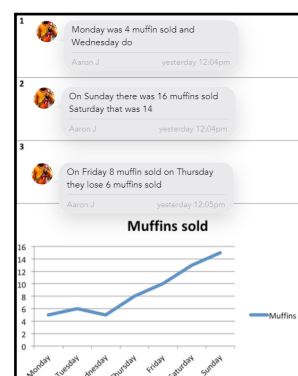 1
Monday was 4 muffin sold and
Wednesday do
Aaron J yesterday 12:04pm
2
On Sunday there was 16 muffins sold
Saturday that was 14
Aaron J yesterday 12:04pm
3
On Friday 8 muffin sold on Thursday
they lose 6 muffins sold
Aaron J yesterday 12:05pm
Muffins sold
16
14
12
10
8
6
4
2
0
Muffins
Monday Tuesday Wednesday Thursday Friday Saturday Sunday